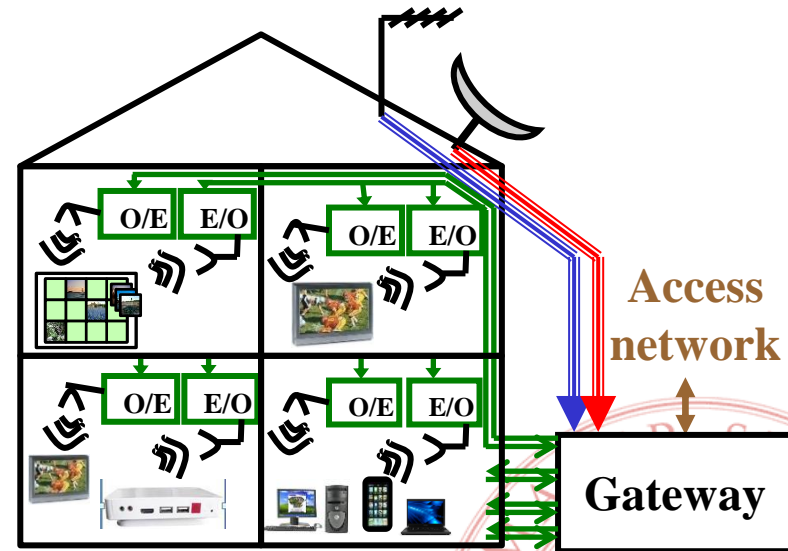 O/E E/O
O/E E/O
Access
network
O/E E/O
O/E E/O
Gateway